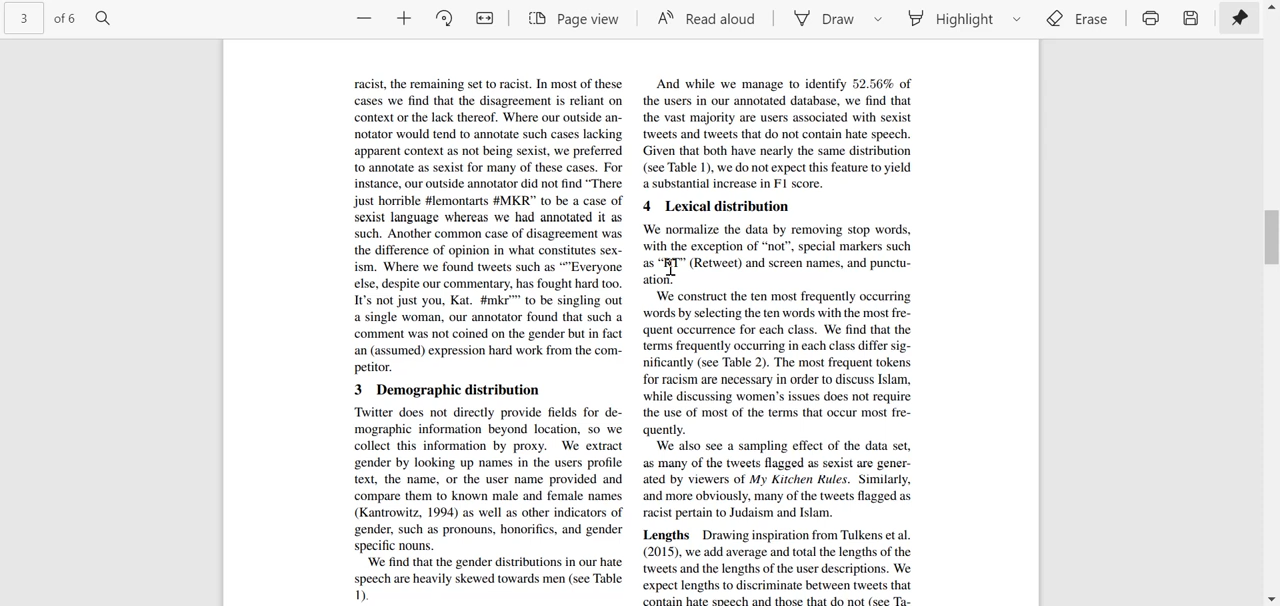 3 of 6 Page view Read aloud Draw Highlight Erase
racist, the remaining set to racist. In most of these
cases we find that the disagreement is reliant on
context or the lack thereof. Where our outside an-
notator would tend to annotate such cases lacking
apparent context as not being sexist, we preferred
to annotate as sexist for many of these cases. For
instance, our outside annotator did not find “There
just horrible #lemontarts #MKR” to be a case of
sexist language whereas we had annotated it as
such. Another common case of disagreement was
the difference of opinion in what constitutes sex-
ism. Where we found tweets such as “”Everyone
else, despite our commentary, has fought hard too.
It’s not just you, Kat. #mkr”” to be singling out
a single woman, our annotator found that such a
comment was not coined on the gender but in fact
an (assumed) expression hard work from the com-
petitor.
3 Demographic distribution
Twitter does not directly provide fields for de-
mographic information beyond location, so we
collect this information by proxy. We extract
gender by looking up names in the users profile
text, the name, or the user name provided and
compare them to known male and female names
(Kantrowitz, 1994) as well as other indicators of
gender, such as pronouns, honorifics, and gender
specific nouns.
We find that the gender distributions in our hate
speech are heavily skewed towards men (see Table
1).
And while we manage to identify 52.56% of
the users in our annotated database, we find that
the vast majority are users associated with sexist
tweets and tweets that do not contain hate speech.
Given that both have nearly the same distribution
(see Table 1), we do not expect this feature to yield
a substantial increase in F1 score.
4 Lexical distribution
We normalize the data by removing stop words,
with the exception of “not”, special markers such
as “RT” (Retweet) and screen names, and punctu-
ation.
We construct the ten most frequently occurring
words by selecting the ten words with the most fre-
quent occurrence for each class. We find that the
terms frequently occurring in each class differ sig-
nificantly (see Table 2). The most frequent tokens
for racism are necessary in order to discuss Islam,
while discussing women’s issues does not require
the use of most of the terms that occur most fre-
quently.
We also see a sampling effect of the data set,
as many of the tweets flagged as sexist are gener-
ated by viewers of My Kitchen Rules. Similarly,
and more obviously, many of the tweets flagged as
racist pertain to Judaism and Islam.
Lengths Drawing inspiration from Tulkens et al.
(2015), we add average and total the lengths of the
tweets and the lengths of the user descriptions. We
expect lengths to discriminate between tweets that
contain hate speech and those that do not (see Ta-